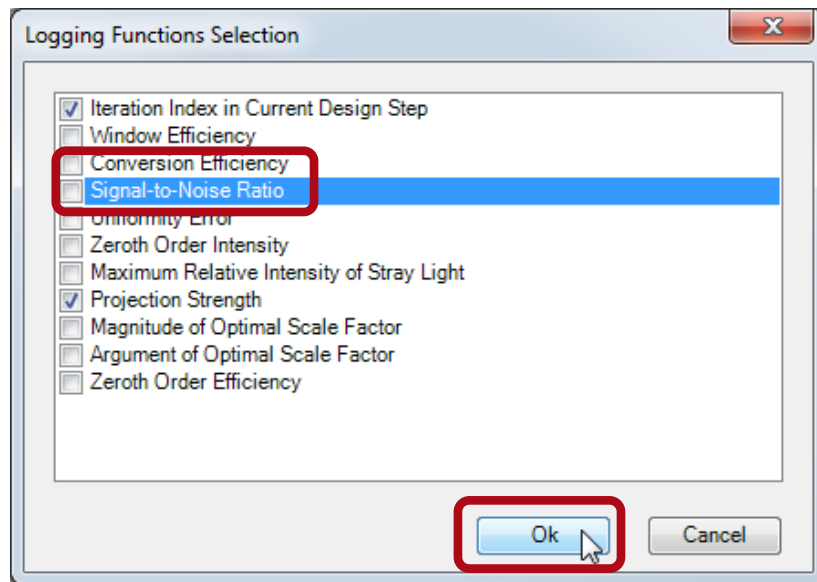 Logging Functions Selection
Iteration Index in Current Design Step
Window Efficiency
Conversion Efficiency
Signal-to-Noise Ratio
Uniformity Error
Zeroth Order Intensity
Maximum Relative Intensity of Stray Light
Projection Strength
Magnitude of Optimal Scale Factor
Argument of Optimal Scale Factor
Zeroth Order Efficiency
Ok
Cancel